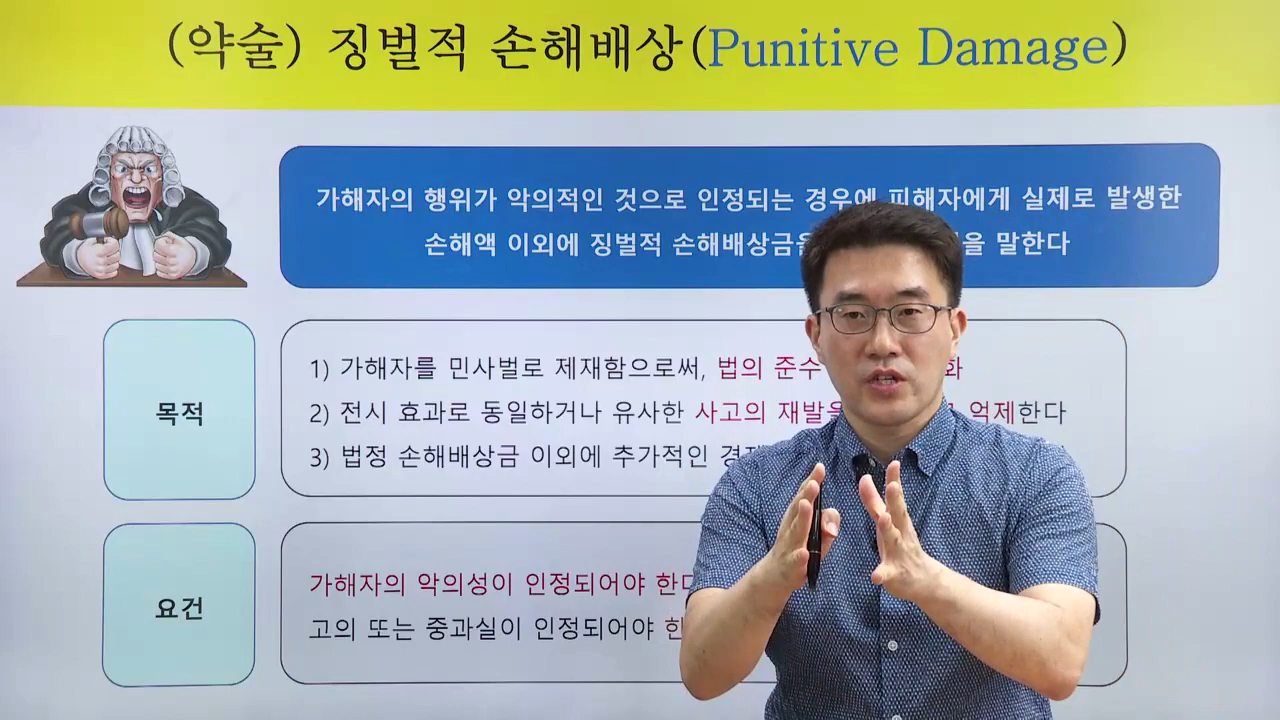 (약술) 징벌적 손해배상(Punitive Damage)
가해자의 행위가 악의적인 것으로 인정되는 경우에 피해자에게 실제로 발생한
손해액 이외에 징벌적 손해배상금을 말한다
목적
1) 가해자를 민사벌로 제재함으로써, 법의 준수
2) 전시 효과로 동일하거나 유사한 사고의 재발을 억제한다
3) 법정 손해배상금 이외에 추가적인
요건
가해자의 악의성이 인정되어야
고의 또는 중과실이 인정되어야